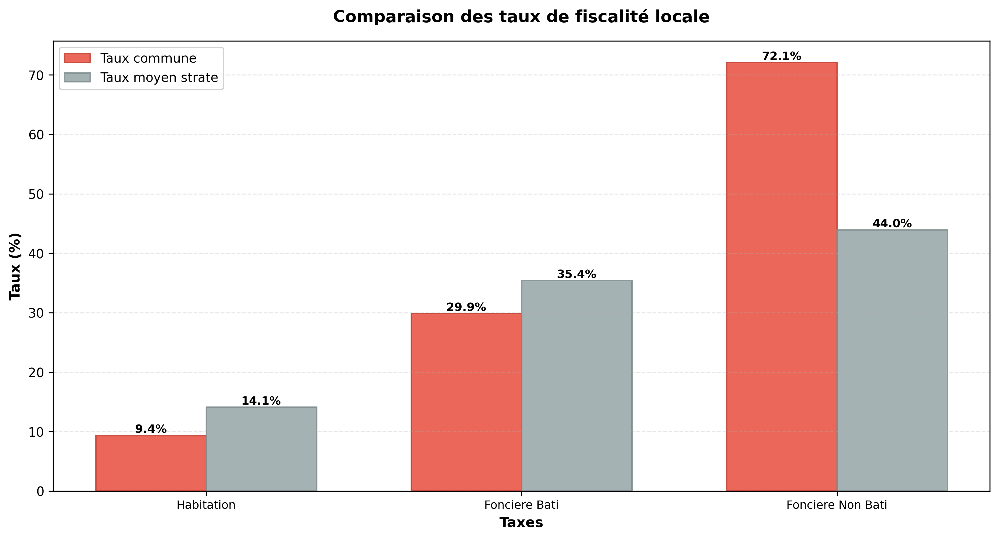 Comparaison des taux de fiscalité locale
Taux commune
Taux moyen strate
Taux (%)
70
60
50
40
30
20
10
0
9.4%
14.1%
29.9%
35.4%
72.1%
44.0%
Habitation
Fonciere Bati
Fonciere Non Bati
Taxes